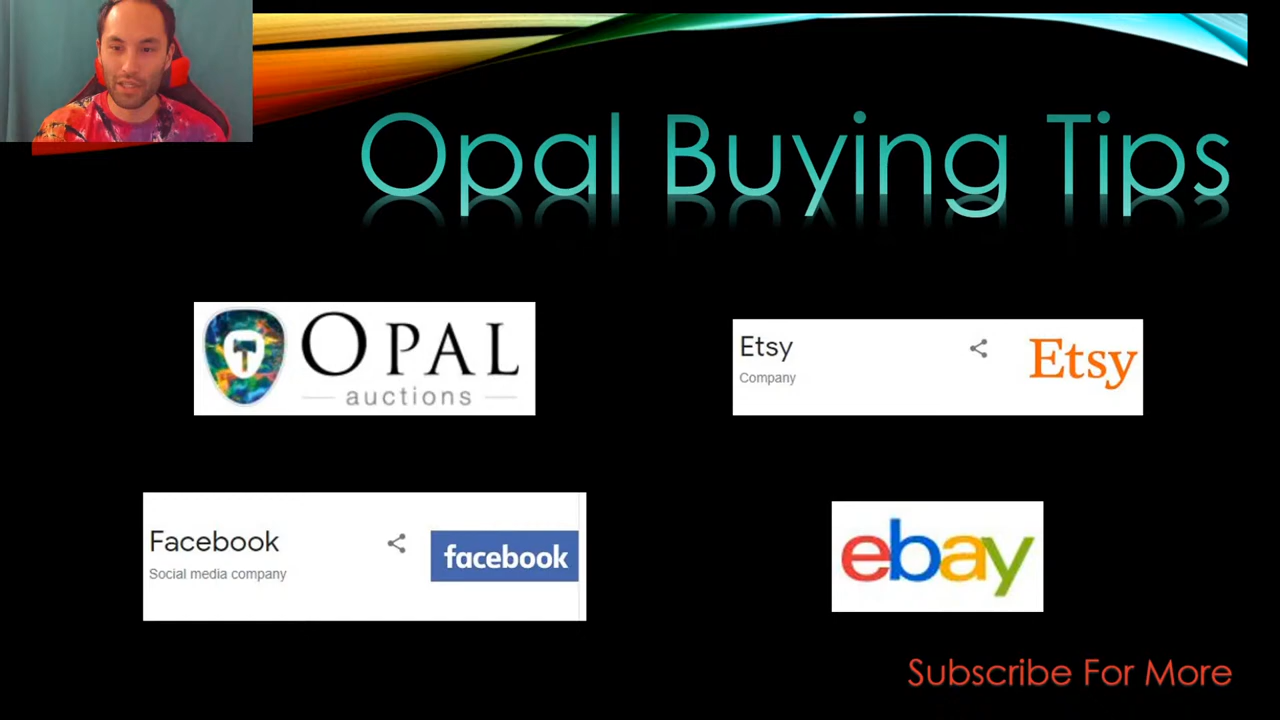 Opal Buying Tips
OPAL
auctions
Etsy
Company
Etsy
Facebook
Social media company
facebook
ebay
Subscribe For More